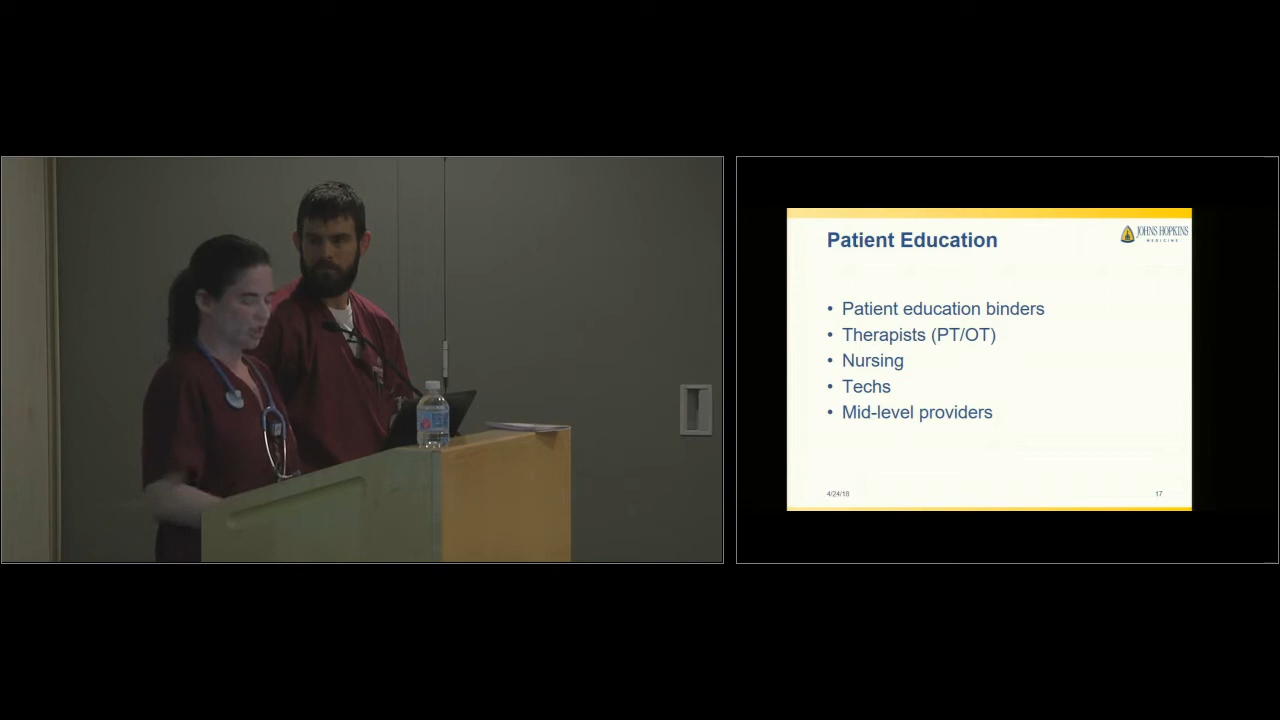 Patient Education
JOHNS HOPKINS
MEDICINE
• Patient education binders
• Therapists (PT/OT)
• Nursing
• Techs
• Mid-level providers
4/24/18
17